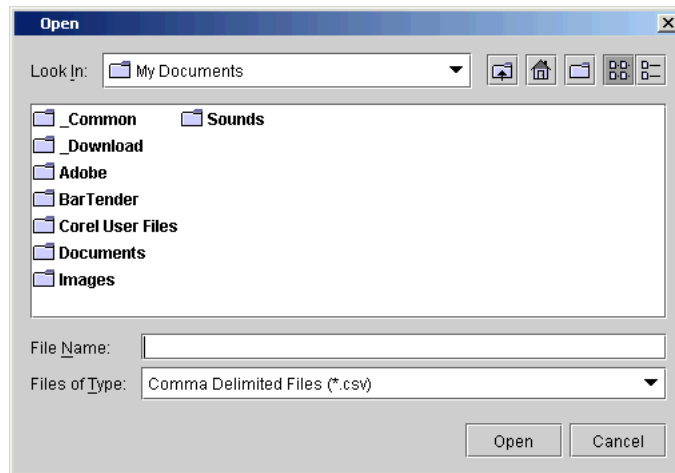 Open
Look In: My Documents
_Common
_Download
Adobe
BarTender
Corel User Files
Documents
Images
Sounds
File Name:
Files of Type: Comma Delimited Files (*.csv)
Open Cancel